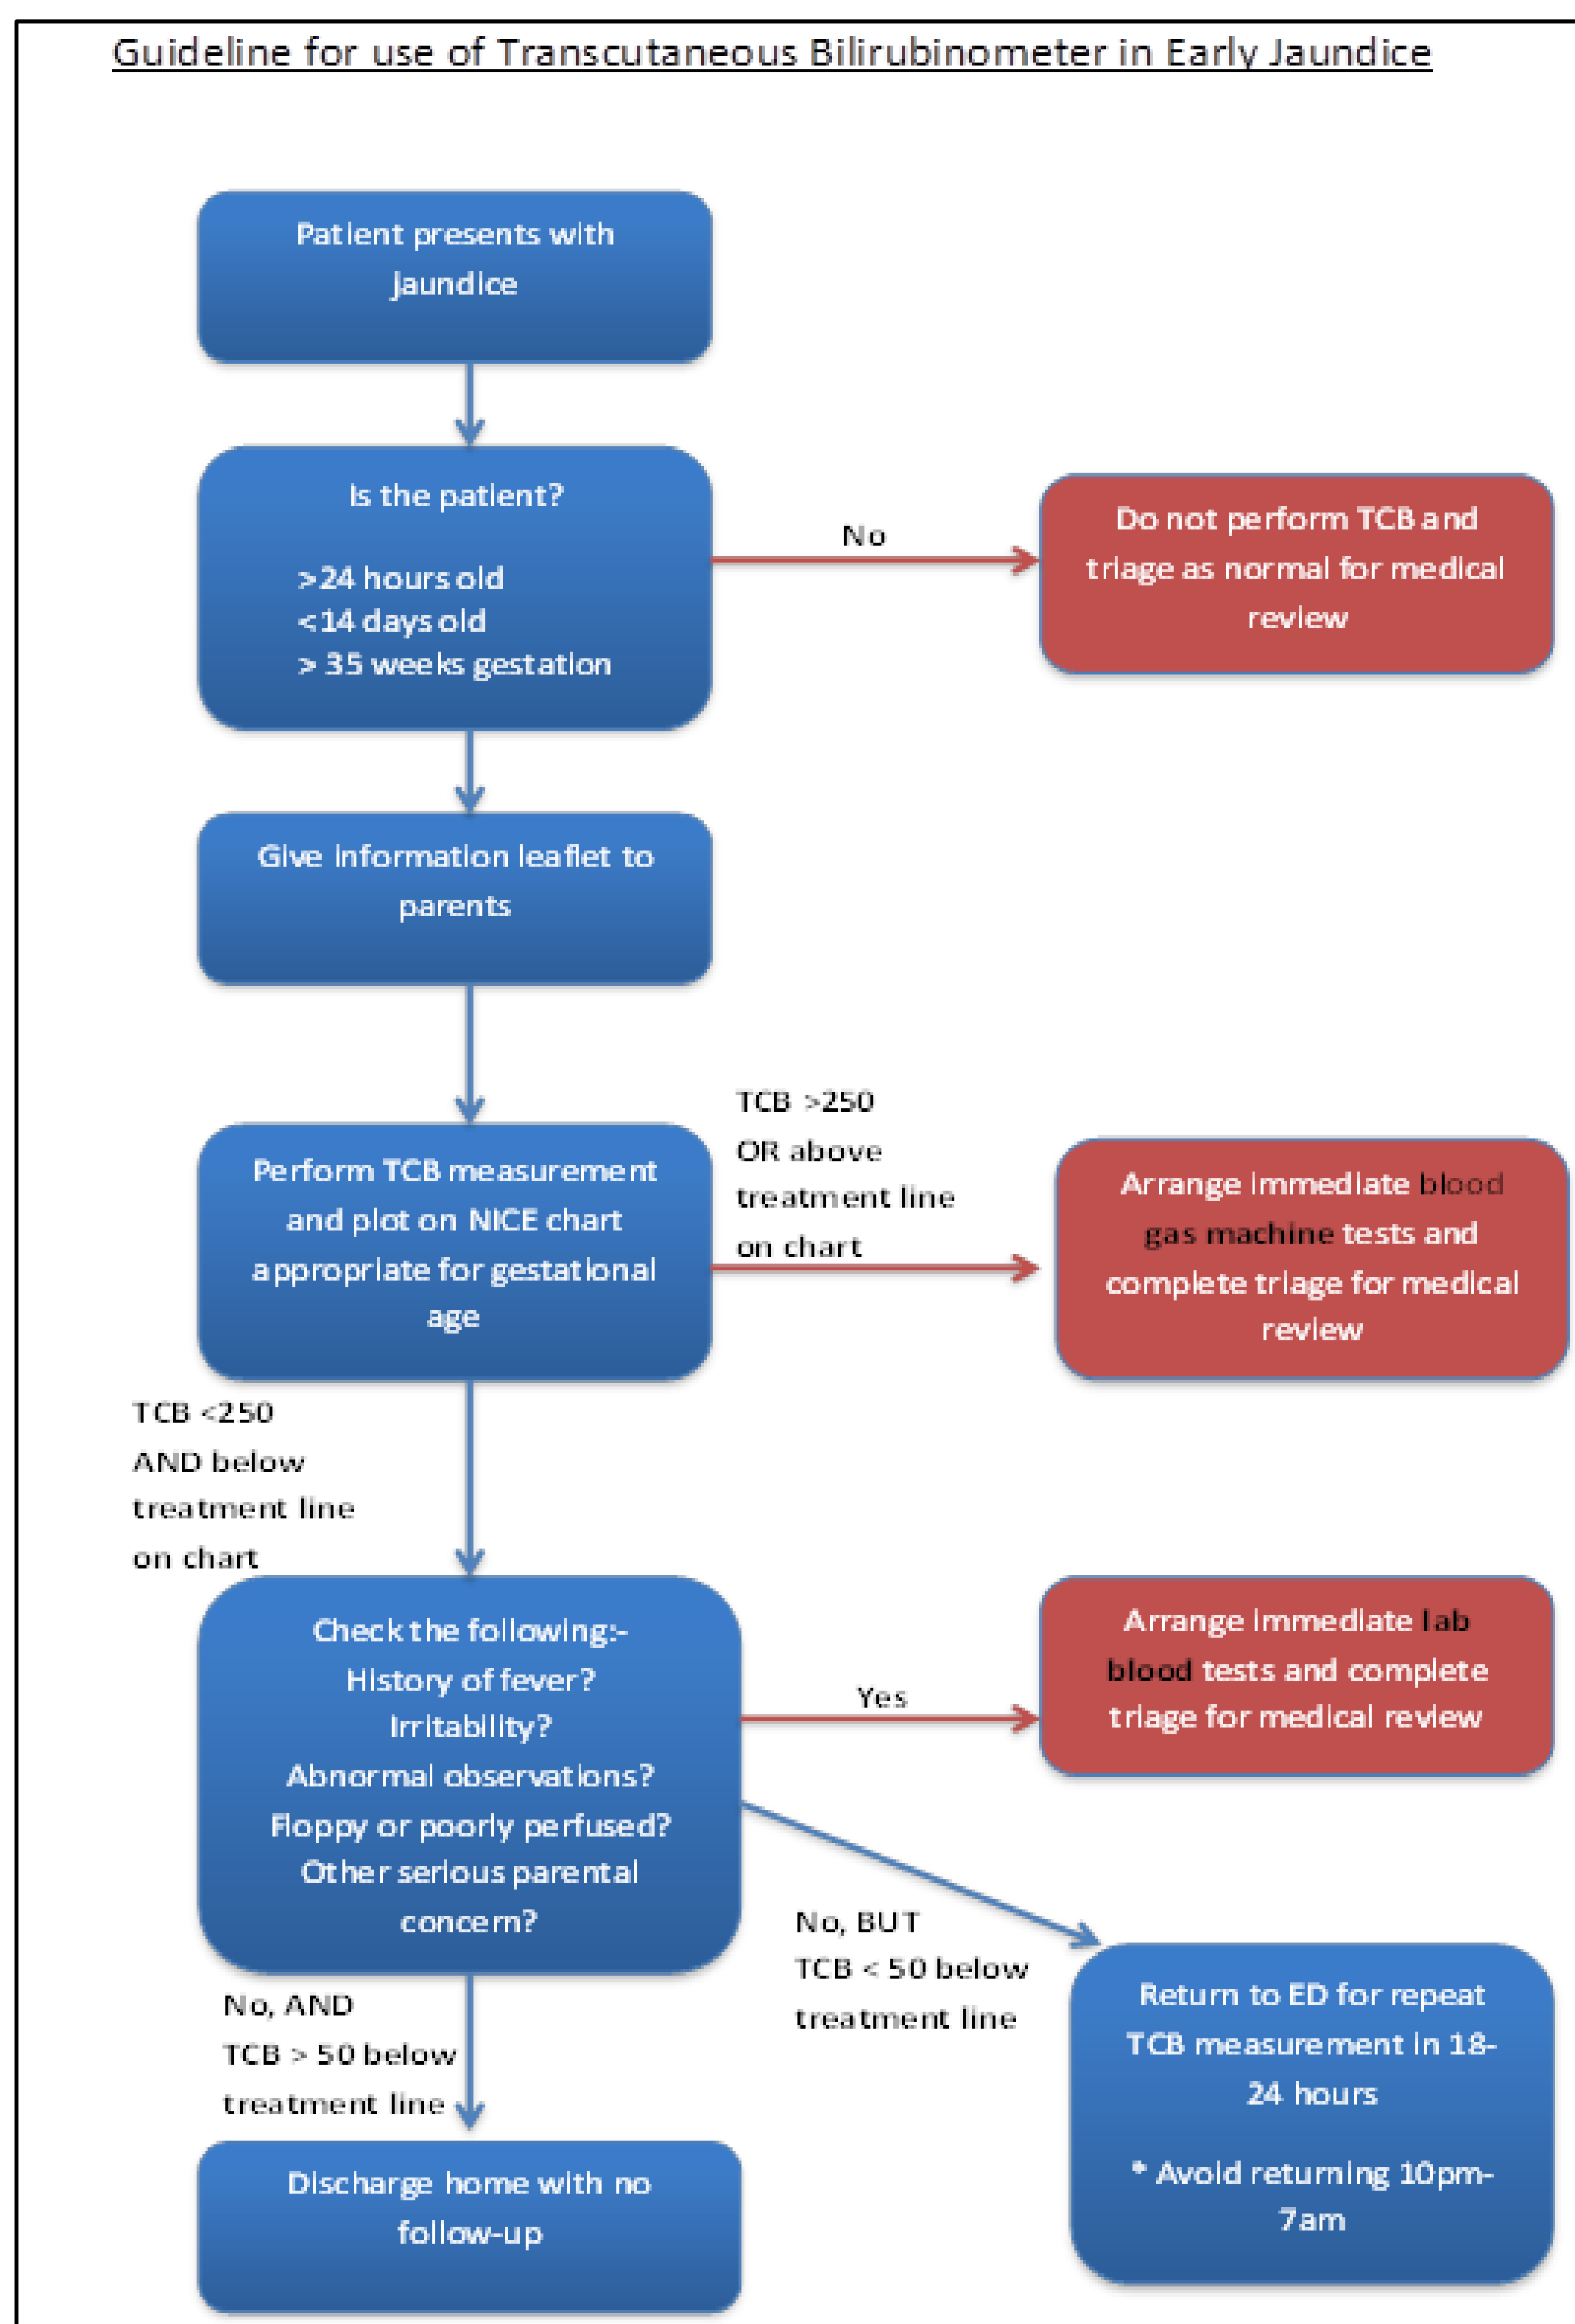 Guideline for use of Transcutaneous Bilirubinometer in Early Jaundice
Patient presents with
Jaundice
Is the patient?
>24 hours old
<14 days old
> 35 weeks gestation
No
Do not perform TCB and
triage as normal for medical
review
Give information leaflet to
parents
Perform TCB measurement
and plot on NICE chart
appropriate for gestational
age
TCB >250
OR above
treatment line
on chart
Arrange immediate blood
gas machine tests and
complete triage for medical
review
TCB <250
AND below
treatment line
on chart
Check the following:-
History of fever?
Irritability?
Abnormal observations?
Floppy or poorly perfused?
Other serious parental
concern?
Yes
Arrange immediate lab
blood tests and complete
triage for medical review
No, BUT
TCB < 50 below
treatment line
Return to ED for repeat
TCB measurement in 18-
24 hours
* Avoid returning 10pm-
7am
No, AND
TCB > 50 below
treatment line
Discharge home with no
follow-up